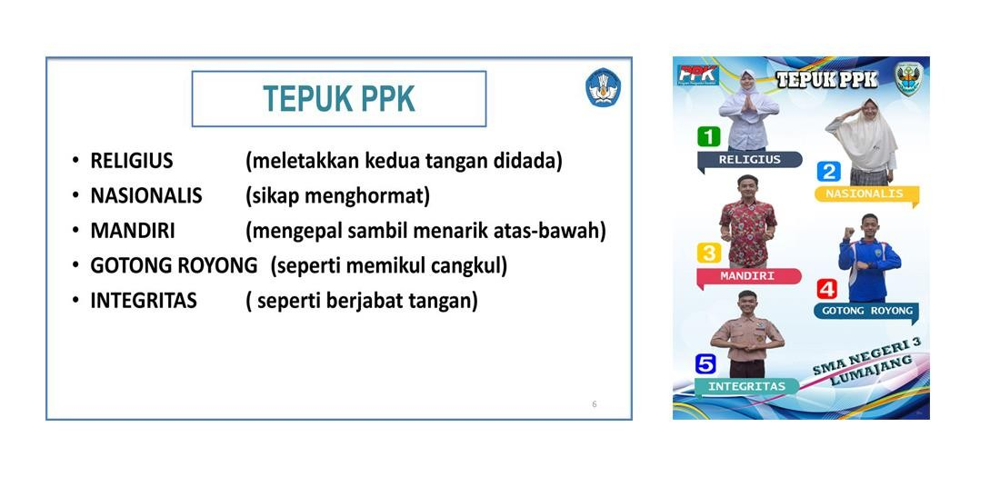 TEPUK PPK
• RELIGIUS (meletakkan kedua tangan didada)
• NASIONALIS (sikap menghormat)
• MANDIRI (mengepal sambil menarik atas-bawah)
• GOTONG ROYONG (seperti memikul cangkul)
• INTEGRITAS ( seperti berjabat tangan)
6
PPK
TEPUK PPK
1
RELIGIUS
2
NASIONALIS
3
MANDIRI
4
GOTONG ROYONG
5
INTEGRITAS
SMA NEGERI 3
LUMAJANG